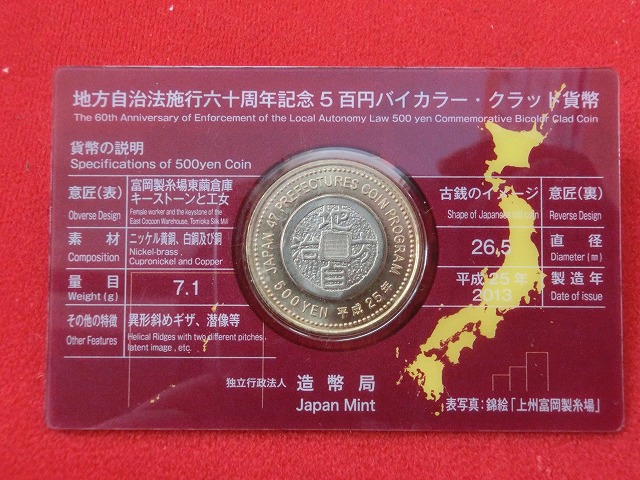 地方自治法施行六十周年記念5百円バイカラー・クラッド貨幣
The 60th Anniversary of Enforcement of the Local Autonomy Law 500 yen Commemorative Bicolor Clad Coin
貨幣の説明
Specifications of 500yen Coin
意匠(表)
Obverse Design
富岡製糸場東繭倉庫
キーストーンと工女
Female worker and the keystone of the
East Cocoon Warehouse, Tomioka Silk Mill
素材
Composition
ニッケル黄銅、白銅及び銅
Nickel-brass,
Cupronickel and Copper
量目
Weight(g)
7.1
その他の特徴
Other Features
異形斜めギザ、潜像等
Helical Ridges with two different pitches,
latent image, etc.
JAPAN 47 PREFECTURES COIN PROGRAM
500 YEN 平成25年
古銭のイメージ
Shape of Japanese old coin
意匠(裏)
Reverse Design
26.5
直径
Diameter(m)
平成25年
2013
製造年
Date of issue
独立行政法人 造幣局
Japan Mint
表写真:錦絵「上州富岡製糸場」